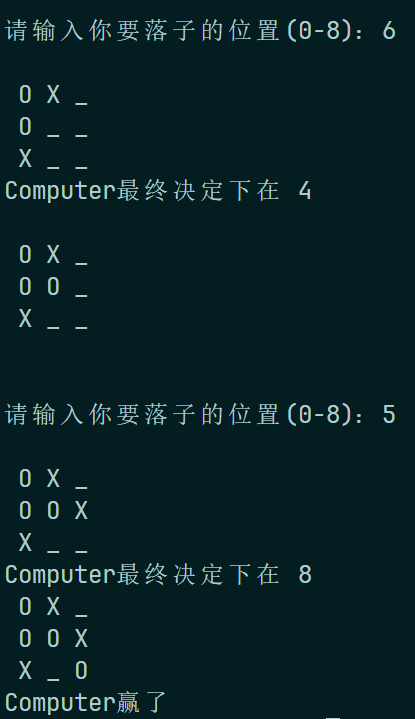 请输入你要落子的位置(0-8): 6
O X _
O _ _
X _ _
Computer最终决定下在 4
O X _
O O _
X _ _
请输入你要落子的位置(0-8): 5
O X _
O O X
X _ _
Computer最终决定下在 8
O X _
O O X
X _ O
Computer赢了